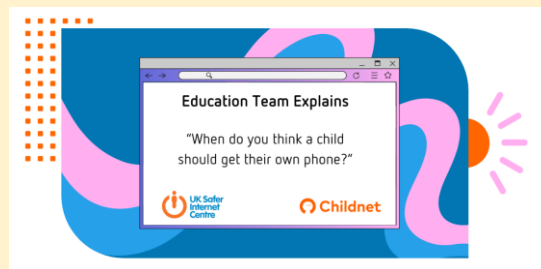 Education Team Explains
“When do you think a child
should get their own phone?”
UK Safer
Internet
Centre
Childnet